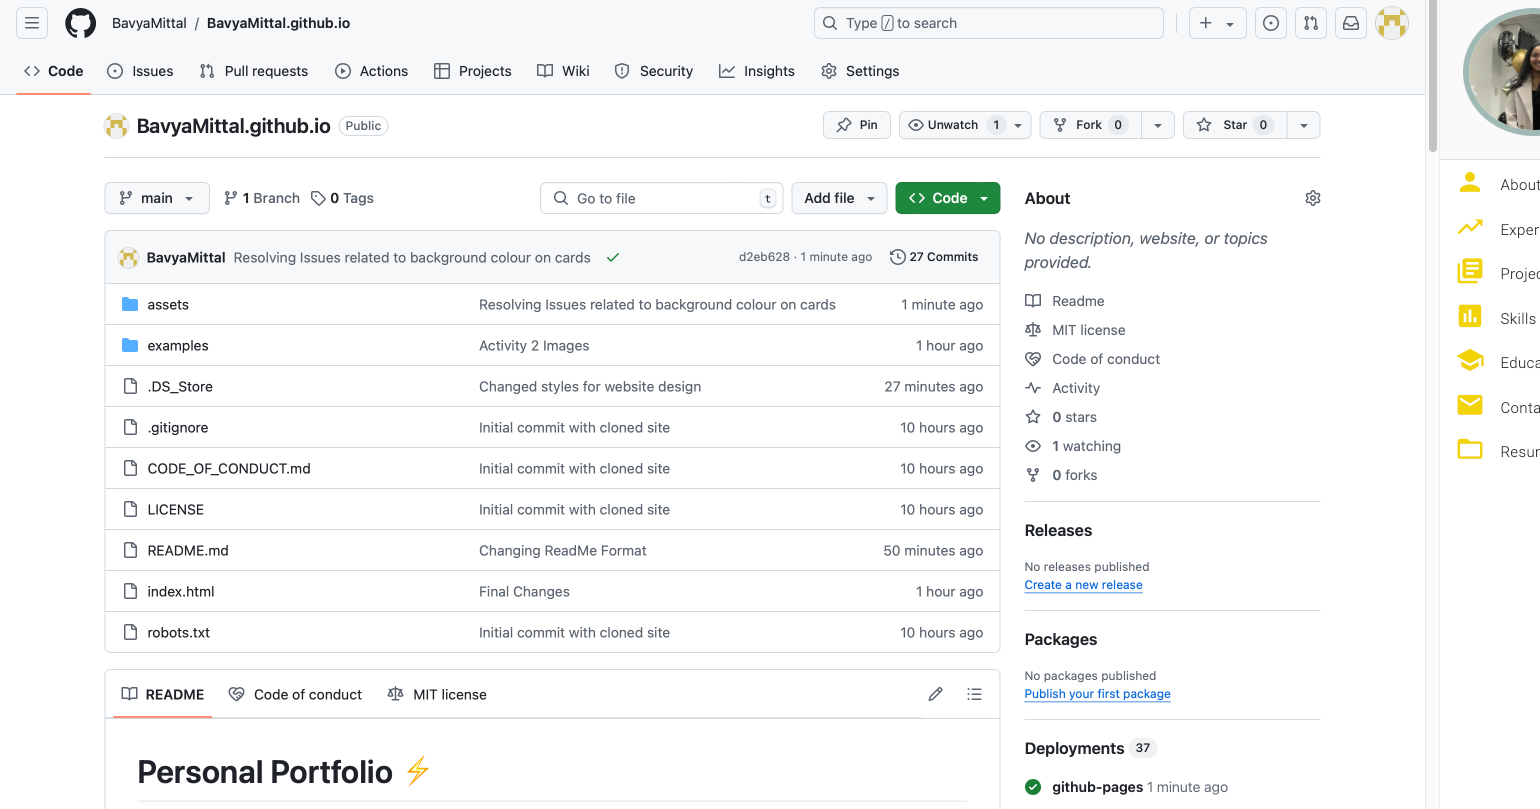 BavyaMittal / BavyaMittal.github.io
Type / to search
Code Issues Pull requests Actions Projects Wiki Security Insights Settings
BavyaMittal.github.io Public
Pin Unwatch 1 Fork 0 Star 0
main 1 Branch 0 Tags
Go to file t Add file Code
BavyaMittal Resolving Issues related to background colour on cards d2eb628 · 1 minute ago 27 Commits
assets Resolving Issues related to background colour on cards 1 minute ago
examples Activity 2 Images 1 hour ago
.DS_Store Changed styles for website design 27 minutes ago
.gitignore Initial commit with cloned site 10 hours ago
CODE_OF_CONDUCT.md Initial commit with cloned site 10 hours ago
LICENSE Initial commit with cloned site 10 hours ago
README.md Changing ReadMe Format 50 minutes ago
index.html Final Changes 1 hour ago
robots.txt Initial commit with cloned site 10 hours ago
README Code of conduct MIT license
Personal Portfolio ⚡
About
No description, website, or topics
provided.
Readme
MIT license
Code of conduct
Activity
0 stars
1 watching
0 forks
Releases
No releases published
Create a new release
Packages
No packages published
Publish your first package
Deployments 37
github-pages 1 minute ago
About
Exper
Projec
Skills
Educa
Conta
Resur